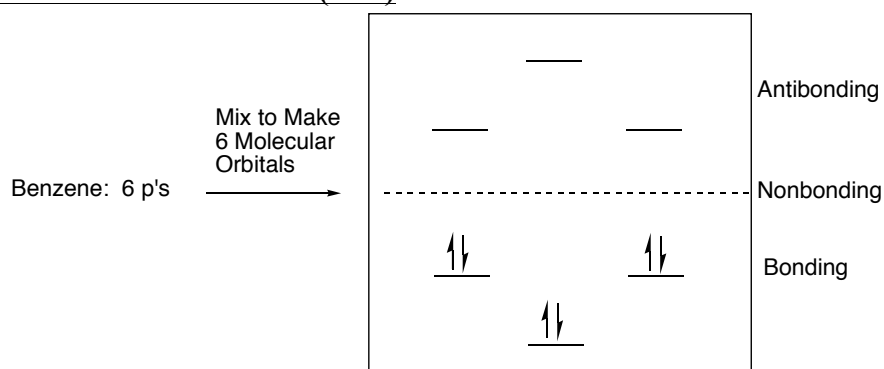 Mix to Make
6 Molecular
Orbitals
Benzene: 6 p's
Antibonding
Nonbonding
Bonding